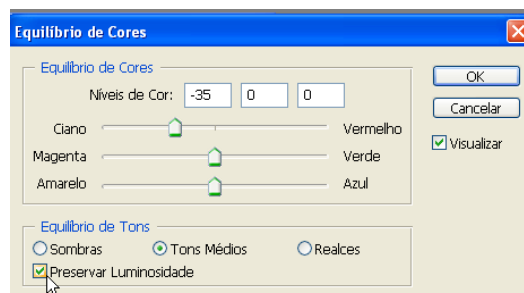 Equilíbrio de Cores
Equilíbrio de Cores
Níveis de Cor: -35 0 0
Ciano Vermelho
Magenta Verde
Amarelo Azul
Equilíbrio de Tons
Sombras Tons Médios Realces
Preservar Luminosidade
OK
Cancelar
Visualizar